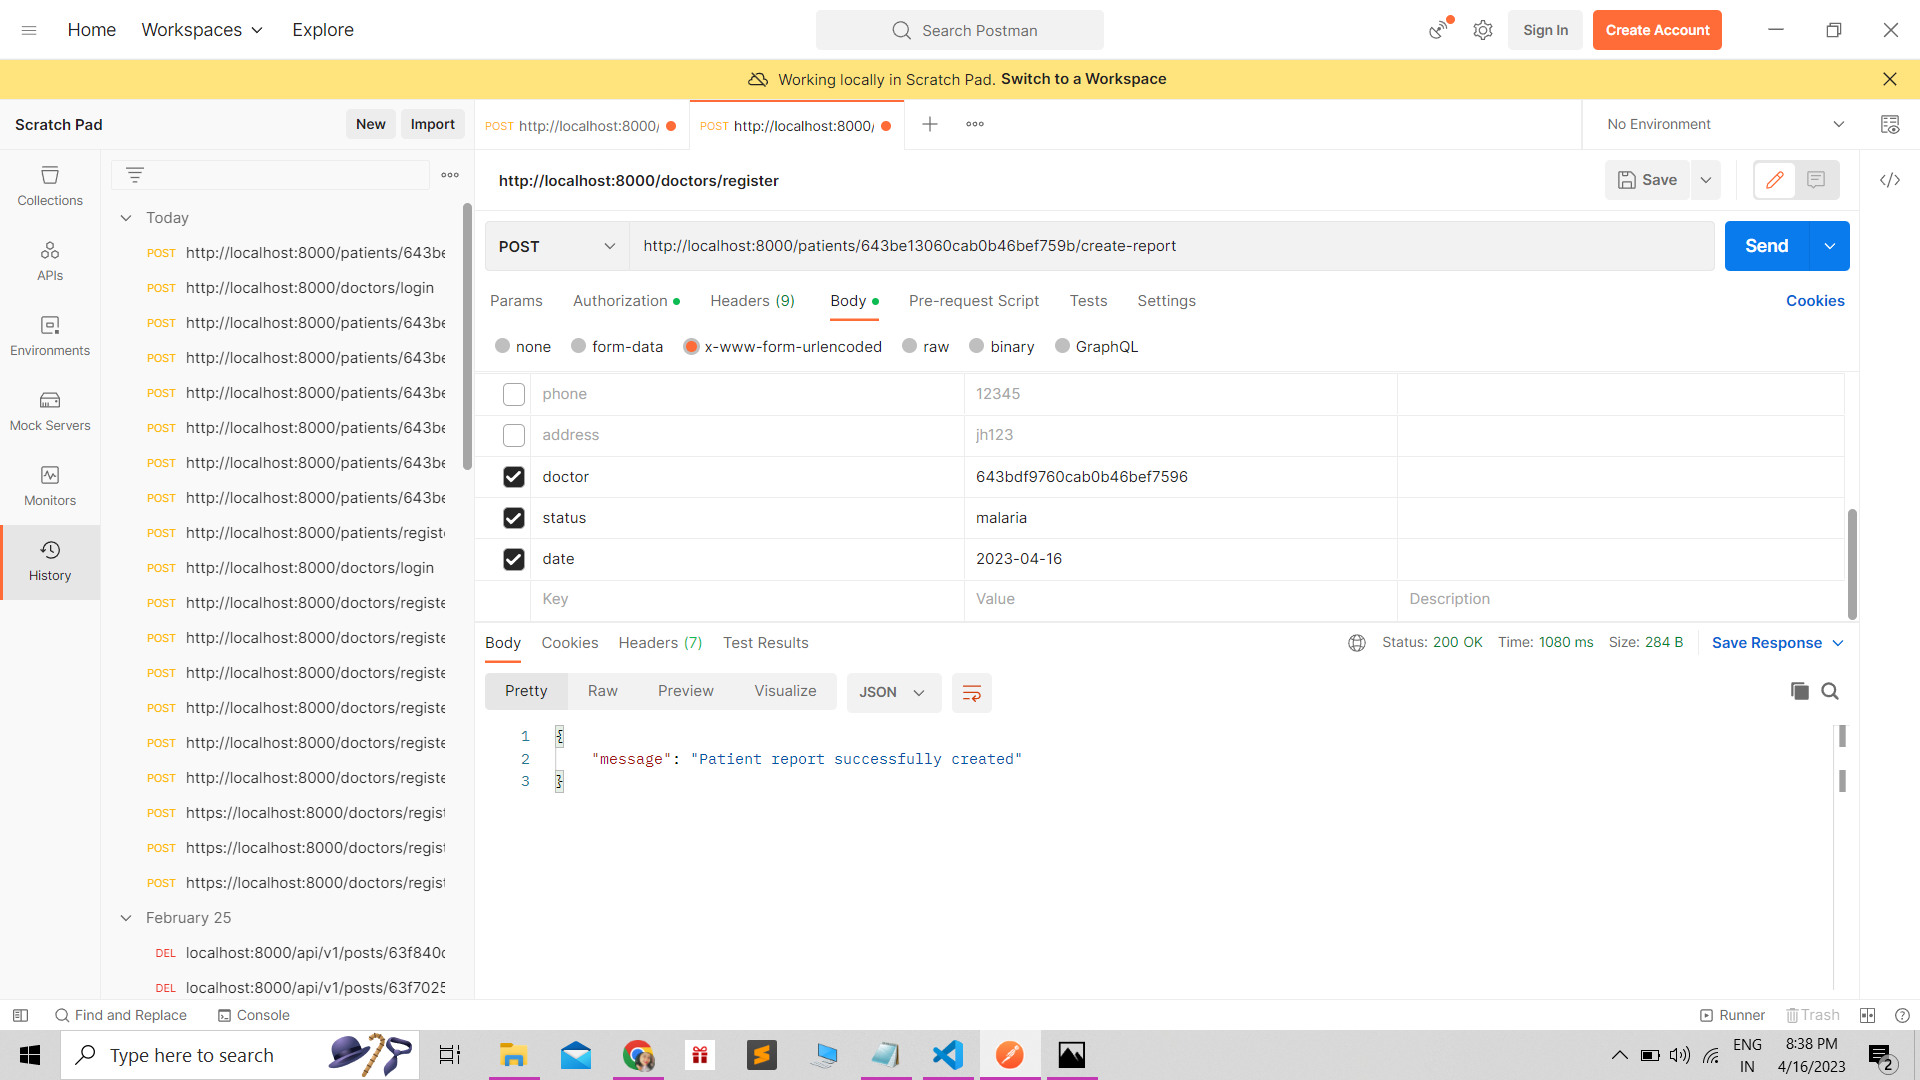 Home Workspaces Explore Search Postman Sign In Create Account
Working locally in Scratch Pad. Switch to a Workspace
Scratch Pad New Import
POST http://localhost:8000/ POST http://localhost:8000/ No Environment
http://localhost:8000/doctors/register Save
Collections
APIs
Environments
Mock Servers
Monitors
History
Today
POST http://localhost:8000/patients/643be
POST http://localhost:8000/doctors/login
POST http://localhost:8000/patients/643be
POST http://localhost:8000/patients/643be
POST http://localhost:8000/patients/643be
POST http://localhost:8000/patients/643be
POST http://localhost:8000/patients/643be
POST http://localhost:8000/patients/643be
POST http://localhost:8000/patients/registe
POST http://localhost:8000/doctors/login
POST http://localhost:8000/doctors/registe
POST http://localhost:8000/doctors/registe
POST http://localhost:8000/doctors/registe
POST http://localhost:8000/doctors/registe
POST http://localhost:8000/doctors/registe
POST http://localhost:8000/doctors/registe
POST https://localhost:8000/doctors/regist
POST https://localhost:8000/doctors/regist
POST https://localhost:8000/doctors/regist
February 25
DEL localhost:8000/api/v1/posts/63f840c
DEL localhost:8000/api/v1/posts/63f7025
POST http://localhost:8000/patients/643be13060cab0b46bef759b/create-report Send
Params Authorization Headers (9) Body Pre-request Script Tests Settings Cookies
none form-data x-www-form-urlencoded raw binary GraphQL
phone 12345
address jh123
doctor 643bdf9760cab0b46bef7596
status malaria
date 2023-04-16
Key Value Description
Body Cookies Headers (7) Test Results Status: 200 OK Time: 1080 ms Size: 284 B Save Response
Pretty Raw Preview Visualize JSON
1 {
2 "message": "Patient report successfully created"
3 }
Find and Replace Console Runner Trash
Type here to search
ENG
IN
8:38 PM
4/16/2023
2